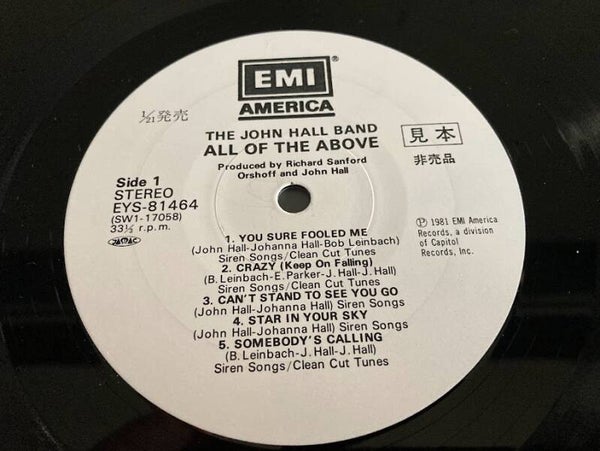 EMI®
AMERICA
1/21発売
THE JOHN HALL BAND
ALL OF THE ABOVE
見本
非売品
Produced by Richard Sanford
Orshoff and John Hall
Side 1
STEREO
EYS-81464
(SW1-17058)
33⅓ r.p.m.
JASRAC
Ⓟ 1981 EMI America
Records, a division
of Capitol
Records, Inc.
1. YOU SURE FOOLED ME
(John Hall-Johanna Hall-Bob Leinbach)
Siren Songs/Clean Cut Tunes
2. CRAZY (Keep On Falling)
(B. Leinbach-E. Parker-J. Hall-J. Hall)
Siren Songs/Clean Cut Tunes
3. CAN'T STAND TO SEE YOU GO
(John Hall-Johanna Hall) Siren Songs
4. STAR IN YOUR SKY
(John Hall-Johanna Hall) Siren Songs
5. SOMEBODY'S CALLING
(B. Leinbach-J. Hall-J. Hall)
Siren Songs/Clean Cut Tunes